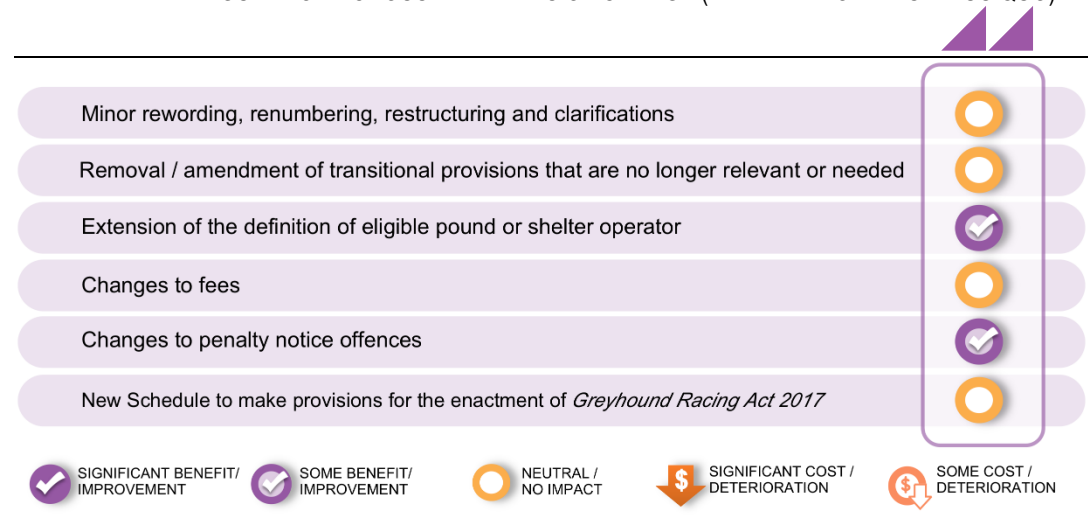 Minor rewording, renumbering, restructuring and clarifications
Removal / amendment of transitional provisions that are no longer relevant or needed
Extension of the definition of eligible pound or shelter operator
Changes to fees
Changes to penalty notice offences
New Schedule to make provisions for the enactment of Greyhound Racing Act 2017
SIGNIFICANT BENEFIT/
IMPROVEMENT
SOME BENEFIT/
IMPROVEMENT
NEUTRAL /
NO IMPACT
$
SIGNIFICANT COST /
DETERIORATION
$
SOME COST /
DETERIORATION